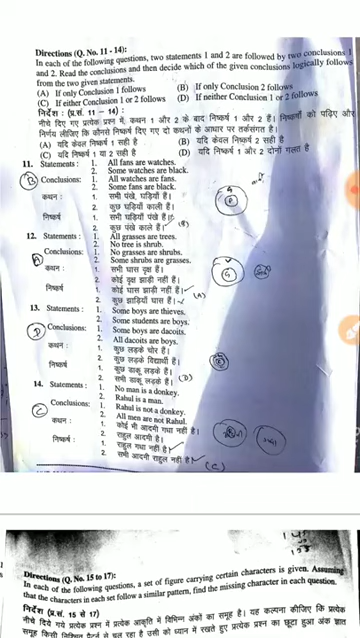 Directions (Q. No. 11 - 14):
In each of the following questions, two statements 1 and 2 are followed by two conclusions 1
and 2. Read the conclusions and then decide which of the given conclusions logically follows
from the two given statements.
(A) If only Conclusion 1 follows (B) If only Conclusion 2 follows
(C) If either Conclusion 1 or 2 follows (D) If neither Conclusion 1 or 2 follows
निर्देश : (प्र.सं. 11 – 14) :
नीचे दिए गए प्रत्येक प्रश्न में, कथन 1 और 2 के बाद निष्कर्ष 1 और 2 हैं। निष्कर्षों को पढ़िए और
निर्णय लीजिए कि कौनसे निष्कर्ष दिए गए दो कथनों के आधार पर तर्कसंगत हैं।
(A) यदि केवल निष्कर्ष 1 सही है (B) यदि केवल निष्कर्ष 2 सही है
(C) यदि निष्कर्ष 1 या 2 सही है (D) यदि निष्कर्ष 1 और 2 दोनों गलत हैं
11. Statements : 1. All fans are watches.
2. Some watches are black.
(B) Conclusions: 1. All watches are fans.
2. Some fans are black.
कथन : 1. सभी पंखे, घड़ियाँ हैं।
2. कुछ घड़ियाँ काली हैं।
निष्कर्ष 1. सभी घड़ियाँ पंखे हैं।
2. कुछ पंखे काले हैं। (B)
12. Statements : 1. All grasses are trees.
2. No tree is shrub.
(A) Conclusions: 1. No grasses are shrubs.
2. Some shrubs are grasses.
कथन : 1. सभी घास वृक्ष हैं।
2. कोई वृक्ष झाड़ी नहीं हैं।
निष्कर्ष 1. कोई घास झाड़ी नहीं हैं।
2. कुछ झाड़ियाँ घास हैं। (A)
13. Statements : 1. Some boys are thieves.
2. Some students are boys.
(D) Conclusions: 1. Some boys are dacoits.
2. All dacoits are boys.
कथन : 1. कुछ लड़के चोर हैं।
2. कुछ लड़के विद्यार्थी हैं।
निष्कर्ष 1. कुछ डाकू लड़के हैं।
2. सभी डाकू लड़के हैं। (D)
14. Statements : 1. No man is a donkey.
2. Rahul is a man.
(C) Conclusions: 1. Rahul is not a donkey.
2. All men are not Rahul.
कथन : 1. कोई भी आदमी गधा नहीं है।
2. राहुल आदमी है।
निष्कर्ष : 1. राहुल गधा नहीं है।
2. सभी आदमी राहुल नहीं है। (C)
Directions (Q. No. 15 to 17):
In each of the following questions, a set of figure carrying certain characters is given. Assuming
that the characters in each set follow a similar pattern, find the missing character in each question.
निर्देश (प्र.सं. 15 से 17)
नीचे दिये गये प्रत्येक प्रश्न में प्रत्येक आकृति में विभिन्न अंकों का समूह है। यह कल्पना कीजिए कि प्रत्येक
समूह किसी निश्चित पैटर्न से चल रहा है उसी को ध्यान में रखते हुए प्रत्येक प्रश्न का छूटा हुआ अंक ज्ञात